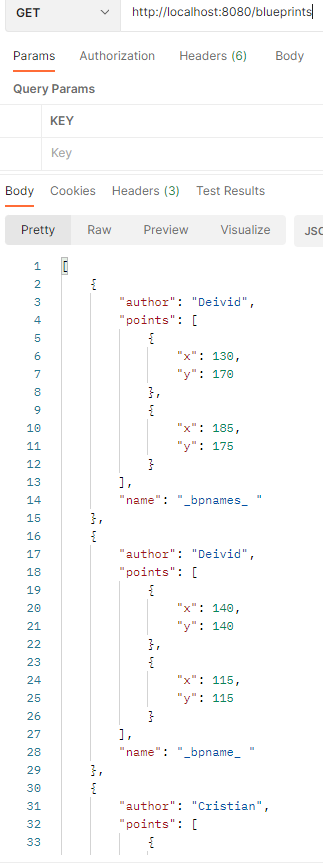 GET http://localhost:8080/blueprints
Params Authorization Headers (6) Body
Query Params
KEY
Key
Body Cookies Headers (3) Test Results
Pretty Raw Preview Visualize JSO
1 [
2 {
3 "author": "Deivid",
4 "points": [
5 {
6 "x": 130,
7 "y": 170
8 },
9 {
10 "x": 185,
11 "y": 175
12 }
13 ],
14 "name": "_bpnames_ "
15 },
16 {
17 "author": "Deivid",
18 "points": [
19 {
20 "x": 140,
21 "y": 140
22 },
23 {
24 "x": 115,
25 "y": 115
26 }
27 ],
28 "name": "_bpname_ "
29 },
30 {
31 "author": "Cristian",
32 "points": [
33 {